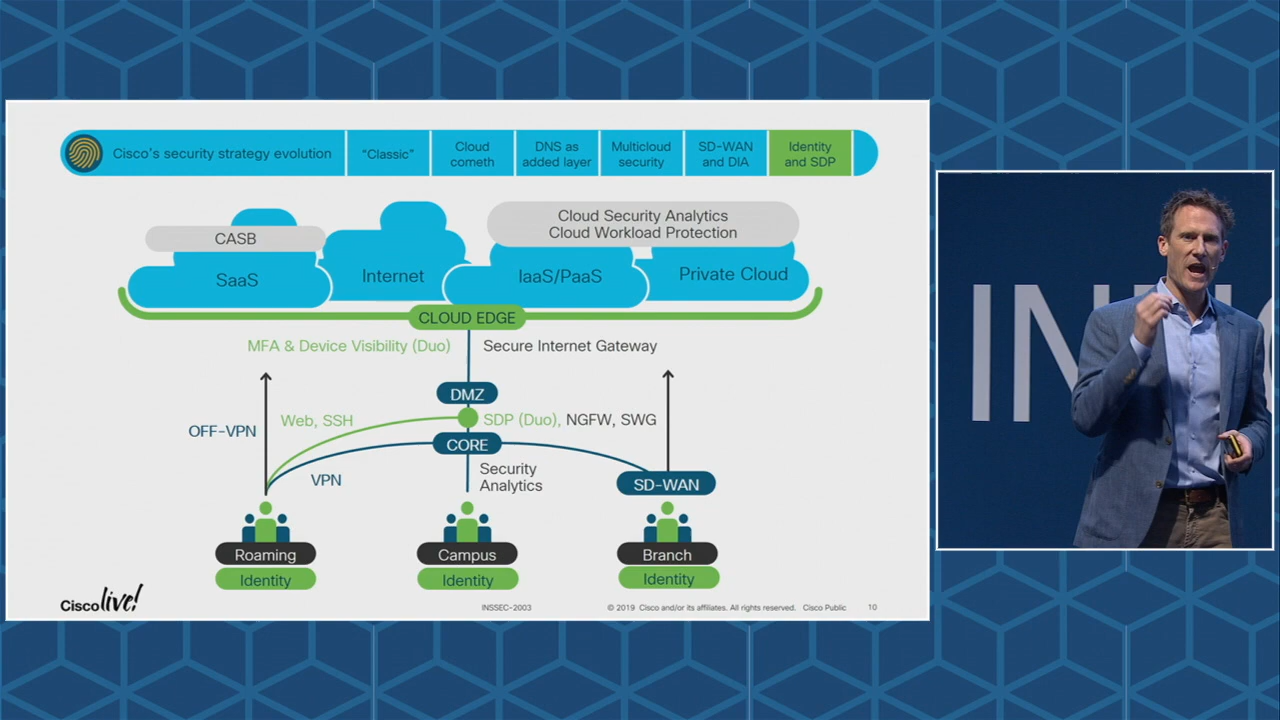 Cisco's security strategy evolution
"Classic"
Cloud
cometh
DNS as
added layer
Multicloud
security
SD-WAN
and DIA
Identity
and SDP
Cloud Security Analytics
Cloud Workload Protection
CASB
SaaS
Internet
IaaS/PaaS
Private Cloud
CLOUD EDGE
MFA & Device Visibility (Duo)
Secure Internet Gateway
DMZ
Web, SSH
SDP (Duo), NGFW, SWG
OFF-VPN
CORE
VPN
Security
Analytics
SD-WAN
Roaming
Campus
Branch
Identity
Identity
Identity
Cisco live!
INSSEC-2003
© 2019 Cisco and/or its affiliates. All rights reserved. Cisco Public
10